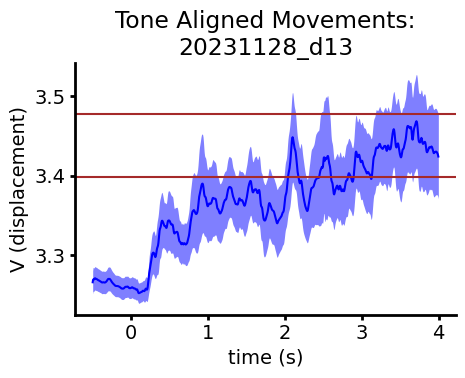 Tone Aligned Movements:
20231128_d13
V (displacement)
3.5
3.4
3.3
0 1 2 3 4
time (s)